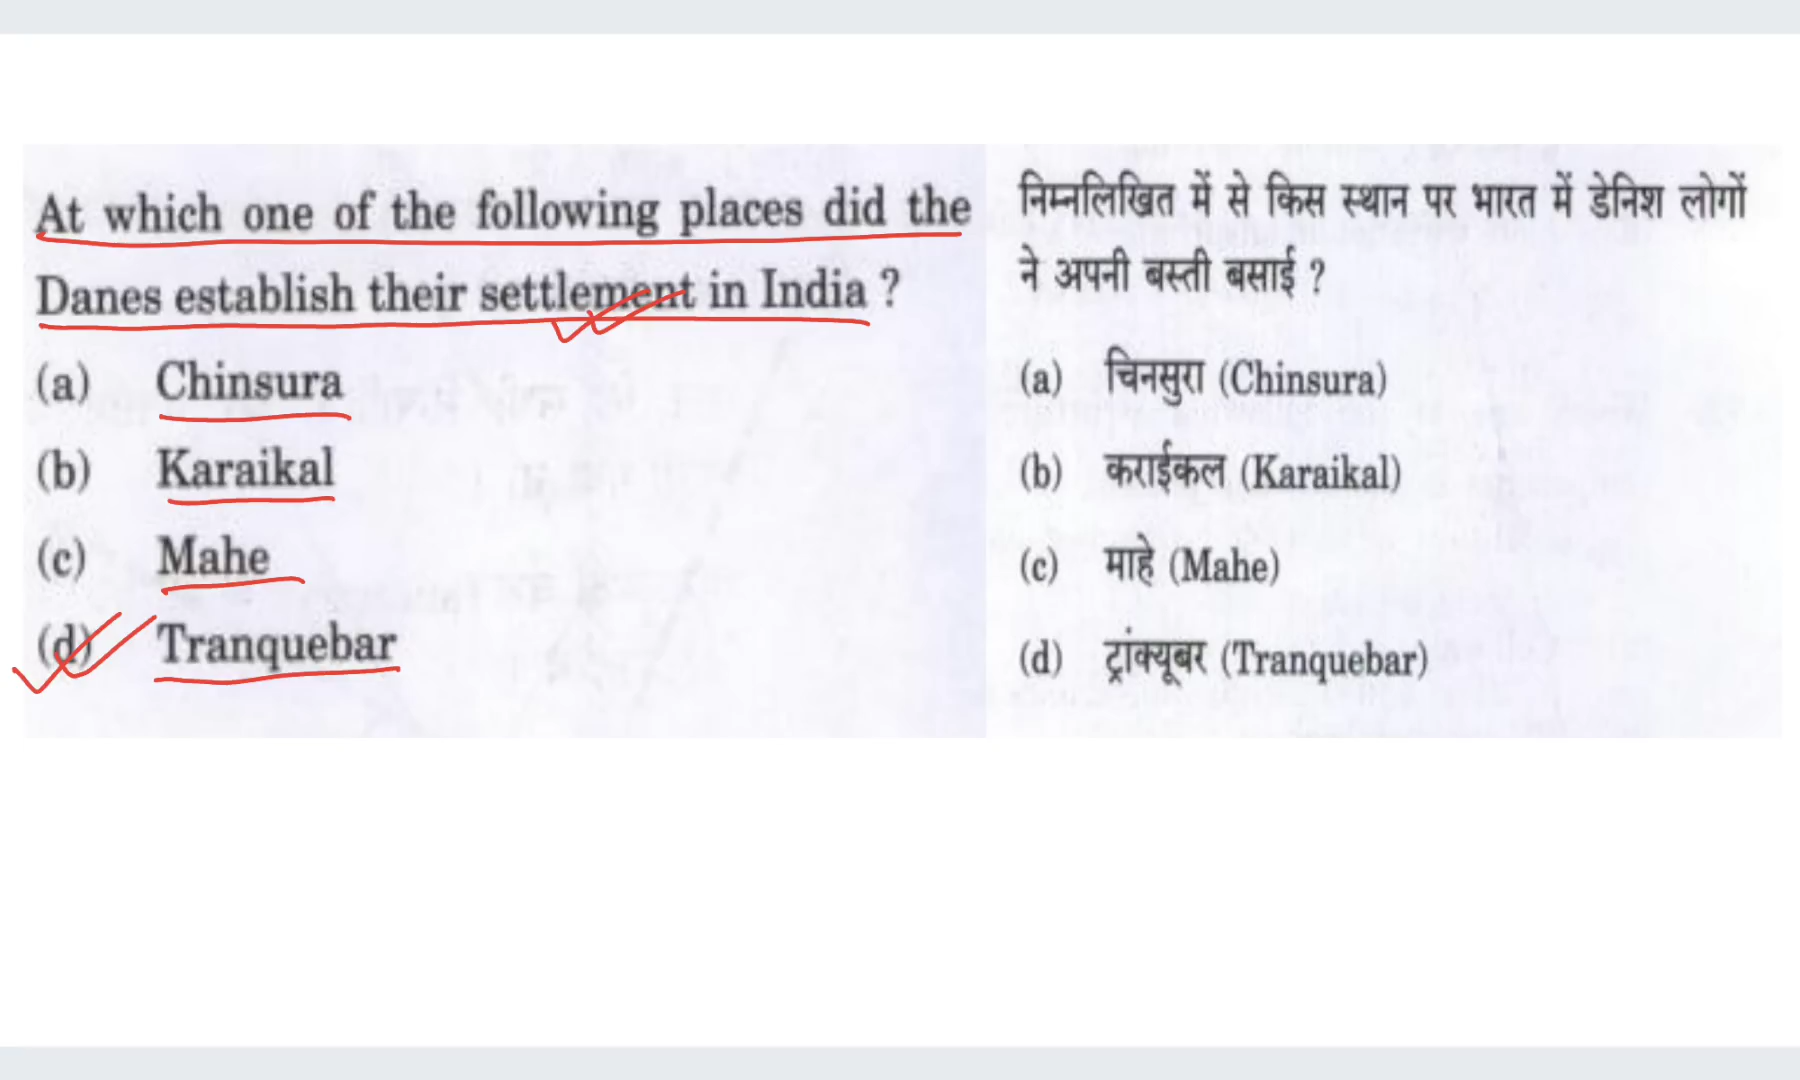 At which one of the following places did the
Danes establish their settlement in India ?
(a) Chinsura
(b) Karaikal
(c) Mahe
(d) Tranquebar
निम्नलिखित में से किस स्थान पर भारत में डेनिश लोगों
ने अपनी बस्ती बसाई ?
(a) चिनसुरा (Chinsura)
(b) कराईकल (Karaikal)
(c) माहे (Mahe)
(d) ट्रांक्यूबर (Tranquebar)